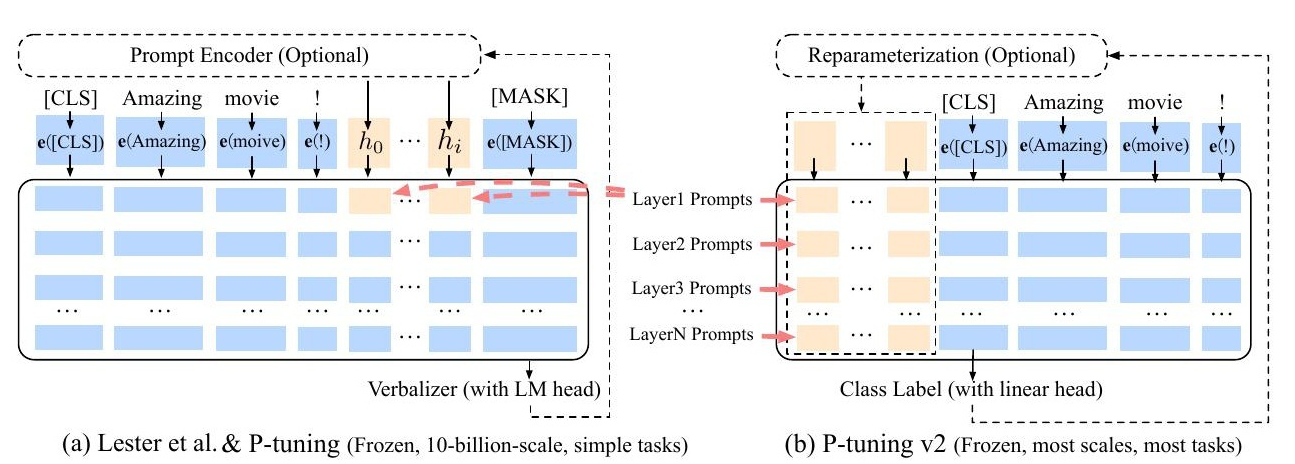 Prompt Encoder (Optional)
[CLS] Amazing movie ! [MASK]
e([CLS]) e(Amazing) e(moive) e(!) h0 ⋯ hi e([MASK])
⋯
⋯
⋯
⋯ ⋯ ⋯ ⋯ ⋯
⋯
Verbalizer (with LM head)
(a) Lester et al. & P-tuning (Frozen, 10-billion-scale, simple tasks)
Layer1 Prompts
Layer2 Prompts
Layer3 Prompts
⋯
LayerN Prompts
Reparameterization (Optional)
[CLS] Amazing movie !
⋯ e([CLS]) e(Amazing) e(moive) e(!)
⋯
⋯
⋯
⋯ ⋯ ⋯ ⋯ ⋯ ⋯
⋯
Class Label (with linear head)
(b) P-tuning v2 (Frozen, most scales, most tasks)